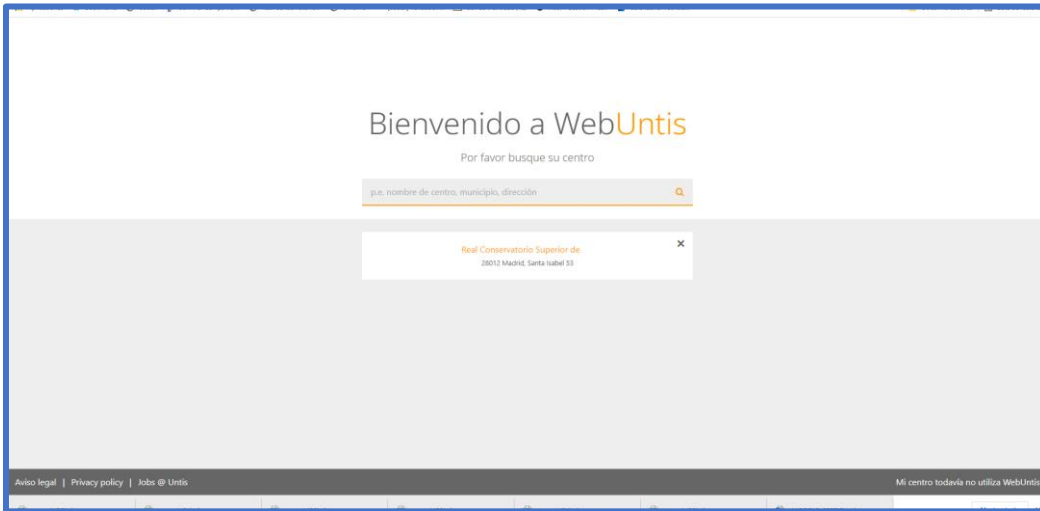 Bienvenido a WebUntis
Por favor busque su centro
p.e. nombre de centro, municipio, dirección
Real Conservatorio Superior de
28012 Madrid, Santa Isabel 53
Aviso legal | Privacy policy | Jobs @ Untis
Mi centro todavía no utiliza WebUntis